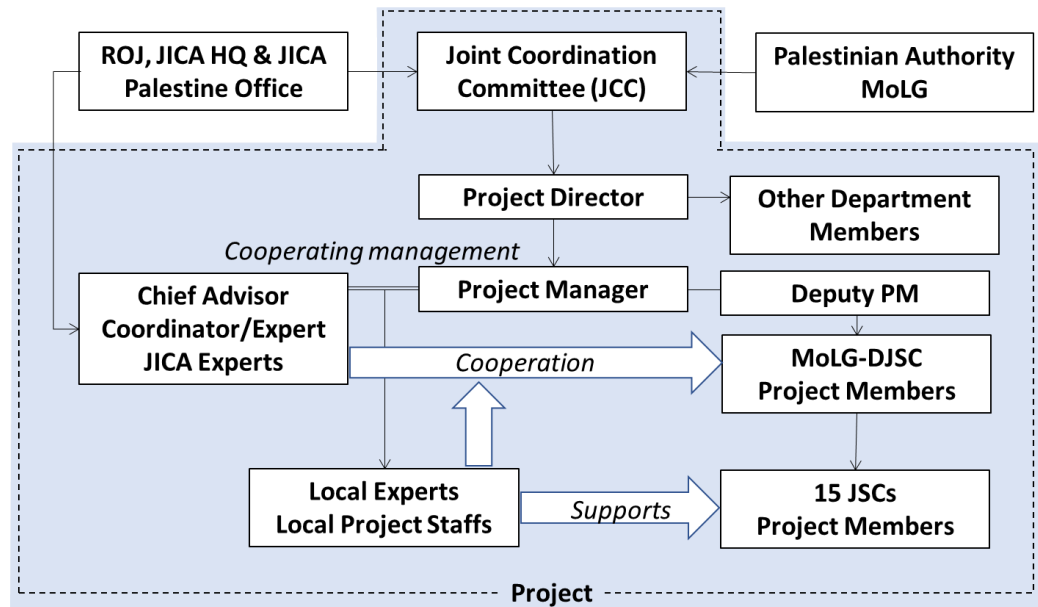 ROJ, JICA HQ & JICA
Palestine Office
Joint Coordination
Committee (JCC)
Palestinian Authority
MoLG
Project Director
Other Department
Members
Cooperating management
Project Manager
Deputy PM
Chief Advisor
Coordinator/Expert
JICA Experts
Cooperation
MoLG-DJSC
Project Members
Local Experts
Local Project Staffs
Supports
15 JSCs
Project Members
Project